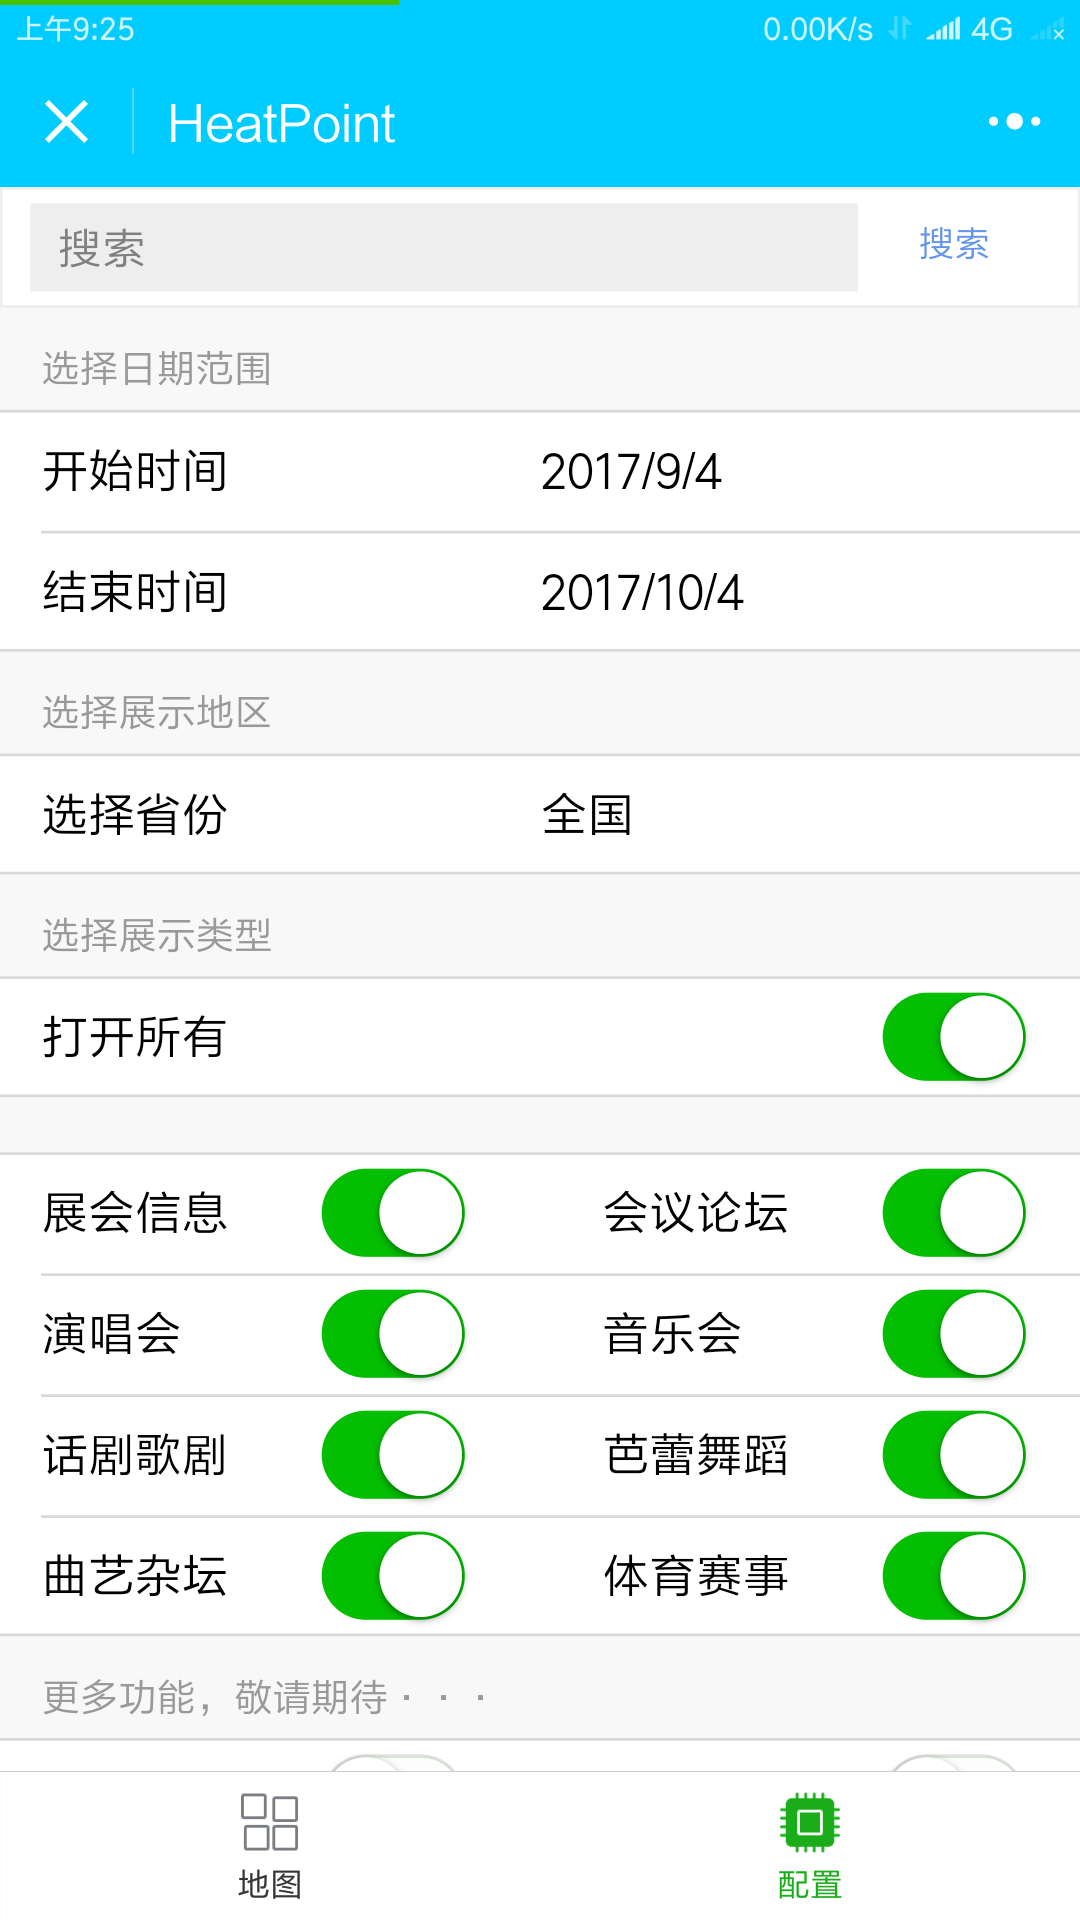 上午9:25 0.00K/s 4G
HeatPoint
搜索 搜索
选择日期范围
开始时间 2017/9/4
结束时间 2017/10/4
选择展示地区
选择省份 全国
选择展示类型
打开所有
展会信息 会议论坛
演唱会 音乐会
话剧歌剧 芭蕾舞蹈
曲艺杂坛 体育赛事
更多功能，敬请期待···
地图 配置